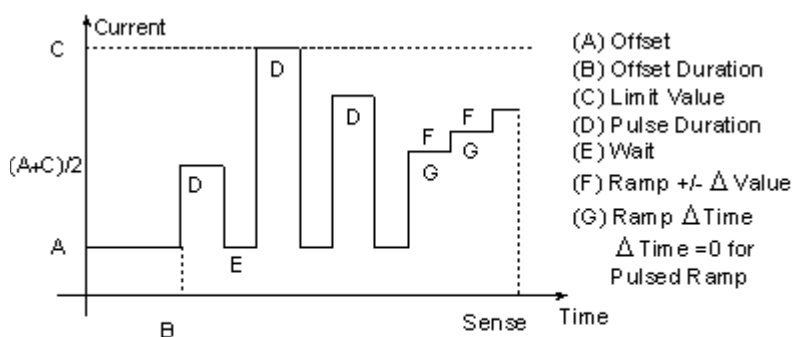 Current
C
D
D
F
F
(A+C)/2
D
G
G
A
E
B
Sense
Time
(A) Offset
(B) Offset Duration
(C) Limit Value
(D) Pulse Duration
(E) Wait
(F) Ramp +/- Δ Value
(G) Ramp Δ Time
Δ Time =0 for
Pulsed Ramp